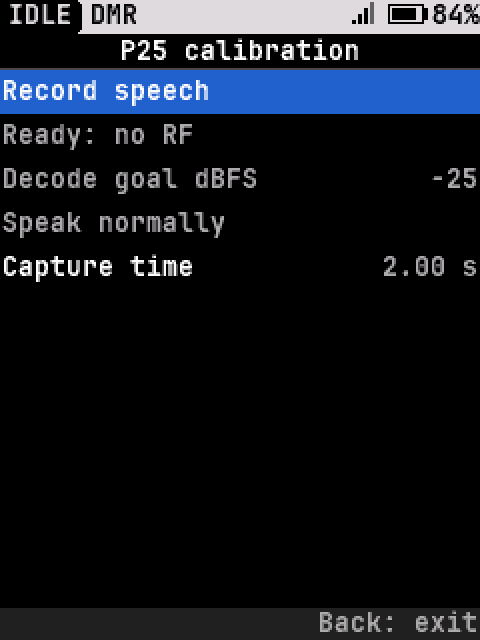 IDLE DMR 84%
P25 calibration
Record speech
Ready: no RF
Decode goal dBFS -25
Speak normally
Capture time 2.00 s
Back: exit